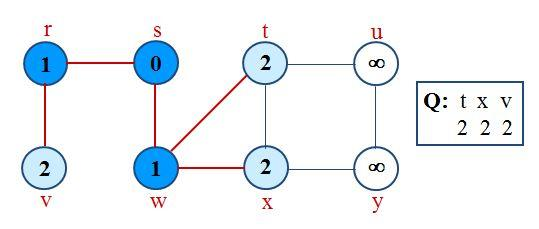 r s t u
1 0 2 ∞
Q: t x v
2 2 2
2 1 2 ∞
v w x y